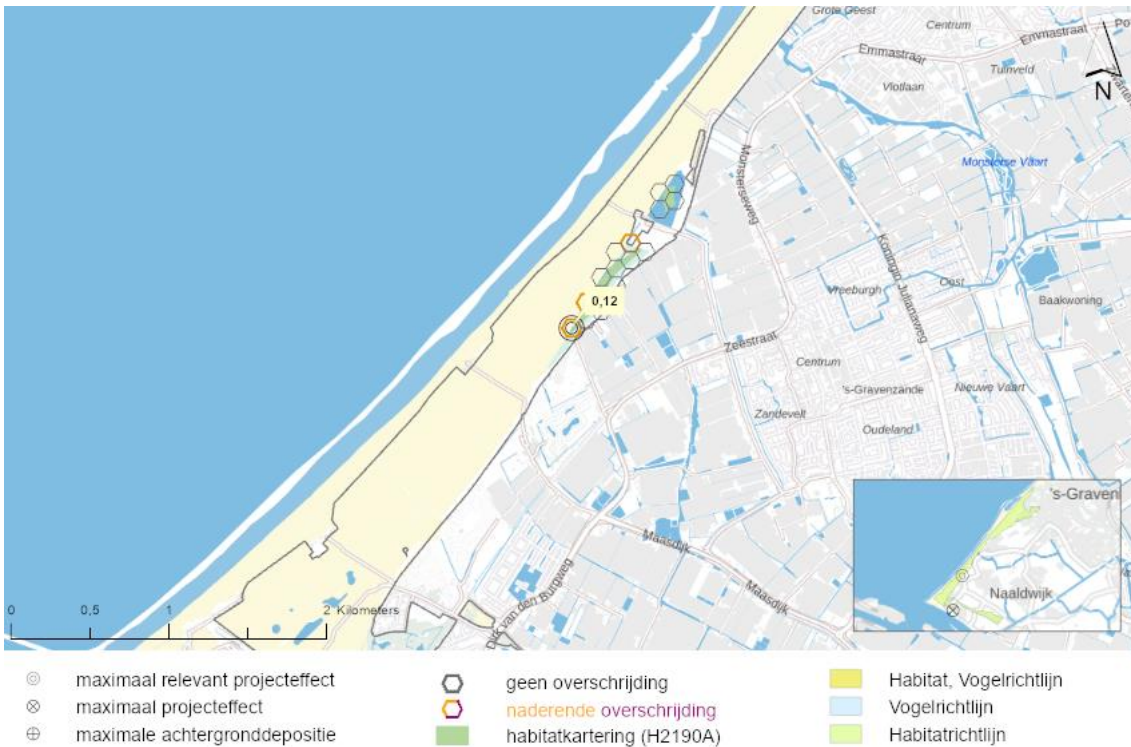 Grote Geest
Centrum
Emmastraat
Emmastraat
Tuinveld
Vlotlaan
N
Monsterseweg
Monsterse Vaart
Koningin Julianaweg
Oost
Vreeburgh
Baakwoning
0,12
Zeestraat
Centrum
's-Gravenzande
Nieuwe Vaart
Zandevelt
Oudeland
Maasdijk
Maasdijk
Dirk van den Burgweg
P
's-Graven
Naaldwijk
0 0,5 1 2 Kilometers
maximaal relevant projecteffect
maximaal projecteffect
maximale achtergronddepositie
geen overschrijding
naderende overschrijding
habitatkartering (H2190A)
Habitat, Vogelrichtlijn
Vogelrichtlijn
Habitatrichtlijn